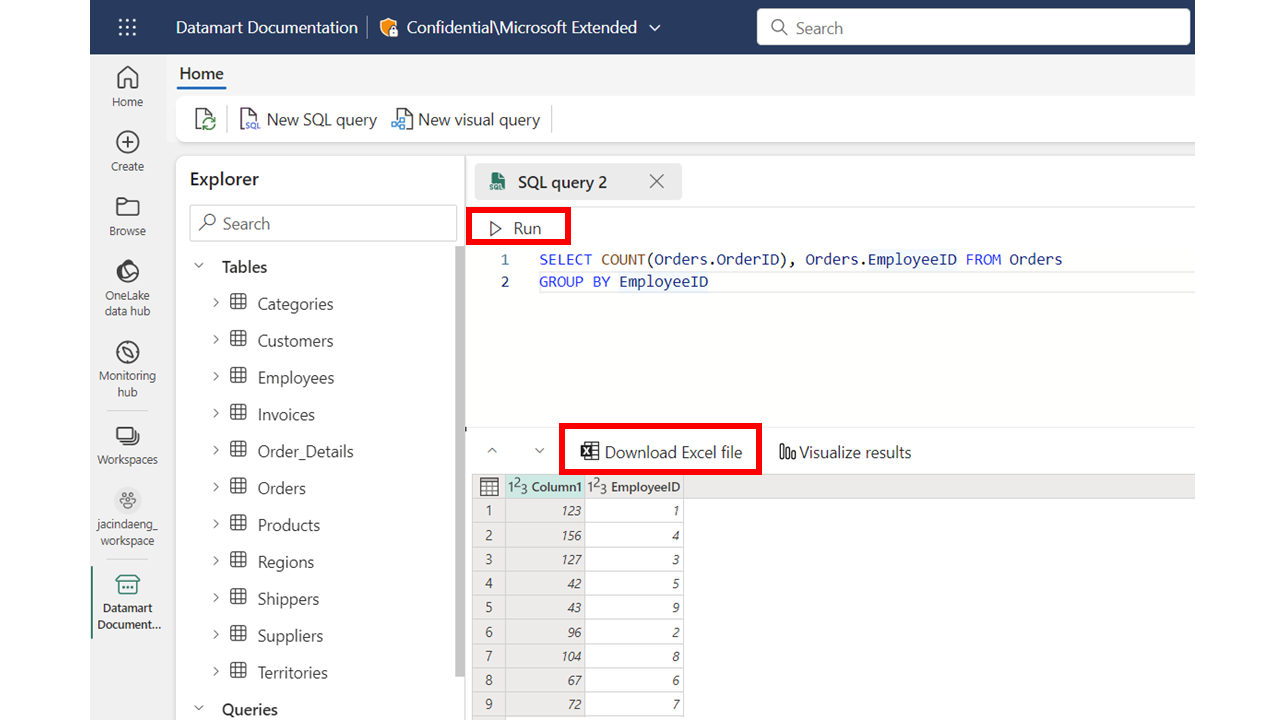 Datamart Documentation
Confidential\Microsoft Extended
Search
Home
Home
Create
Browse
OneLake
data hub
Monitoring
hub
Workspaces
jacindaeng_
workspace
Datamart
Document...
New SQL query
New visual query
Explorer
Search
Tables
Categories
Customers
Employees
Invoices
Order_Details
Orders
Products
Regions
Shippers
Suppliers
Territories
Queries
SQL query 2
Run
1 SELECT COUNT(Orders.OrderID), Orders.EmployeeID FROM Orders
2 GROUP BY EmployeeID
Download Excel file
Visualize results
123 Column1 123 EmployeeID
1 123 1
2 156 4
3 127 3
4 42 5
5 43 9
6 96 2
7 104 8
8 67 6
9 72 7